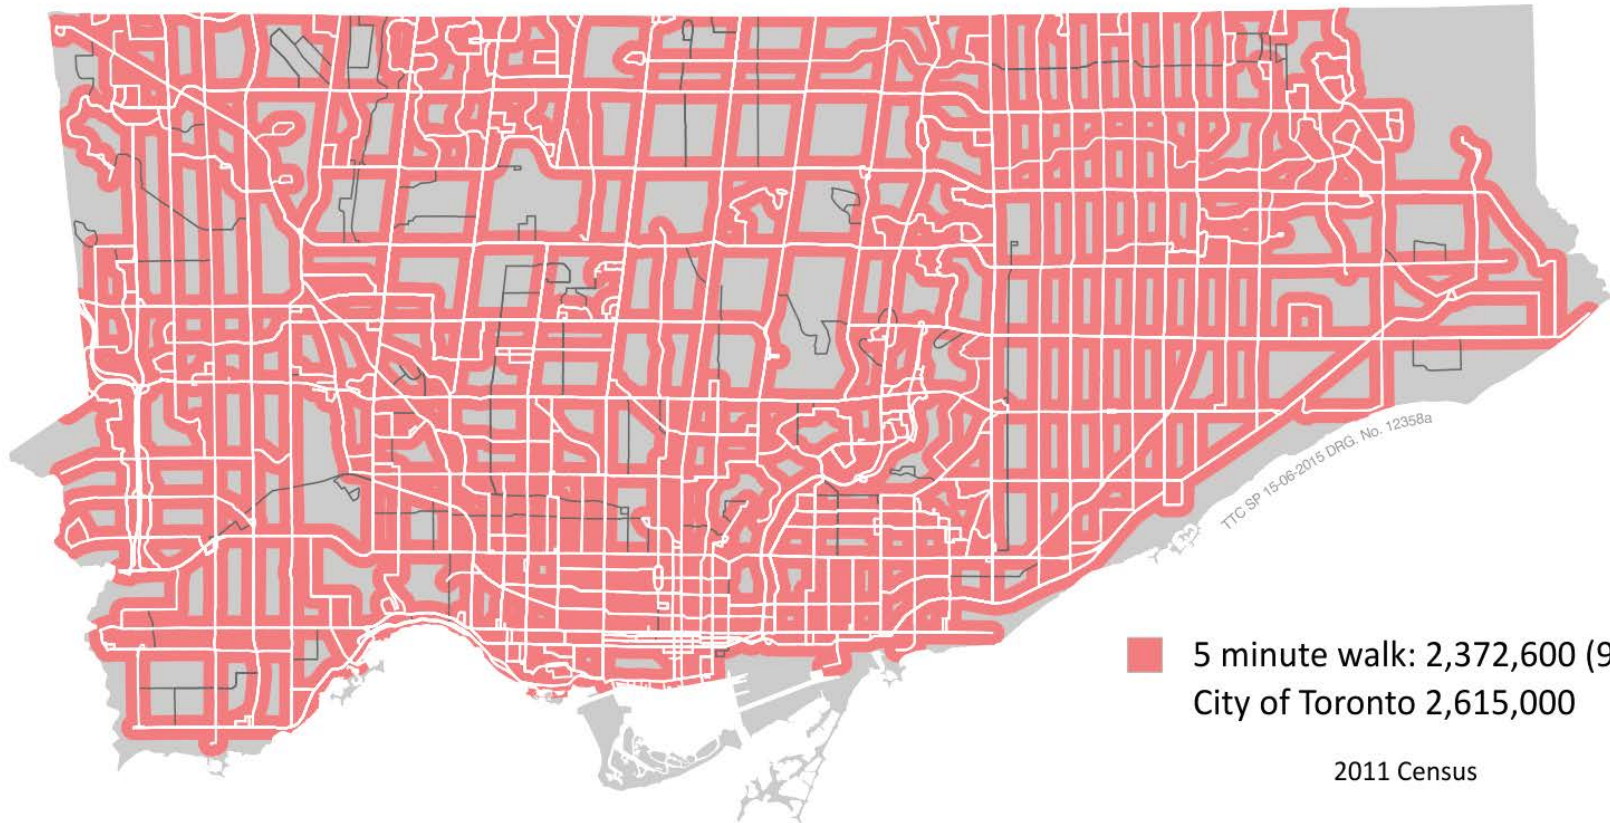 TTC SP 15-06-2015 DRG. No. 12358a
5 minute walk: 2,372,600 (9
City of Toronto 2,615,000
2011 Census